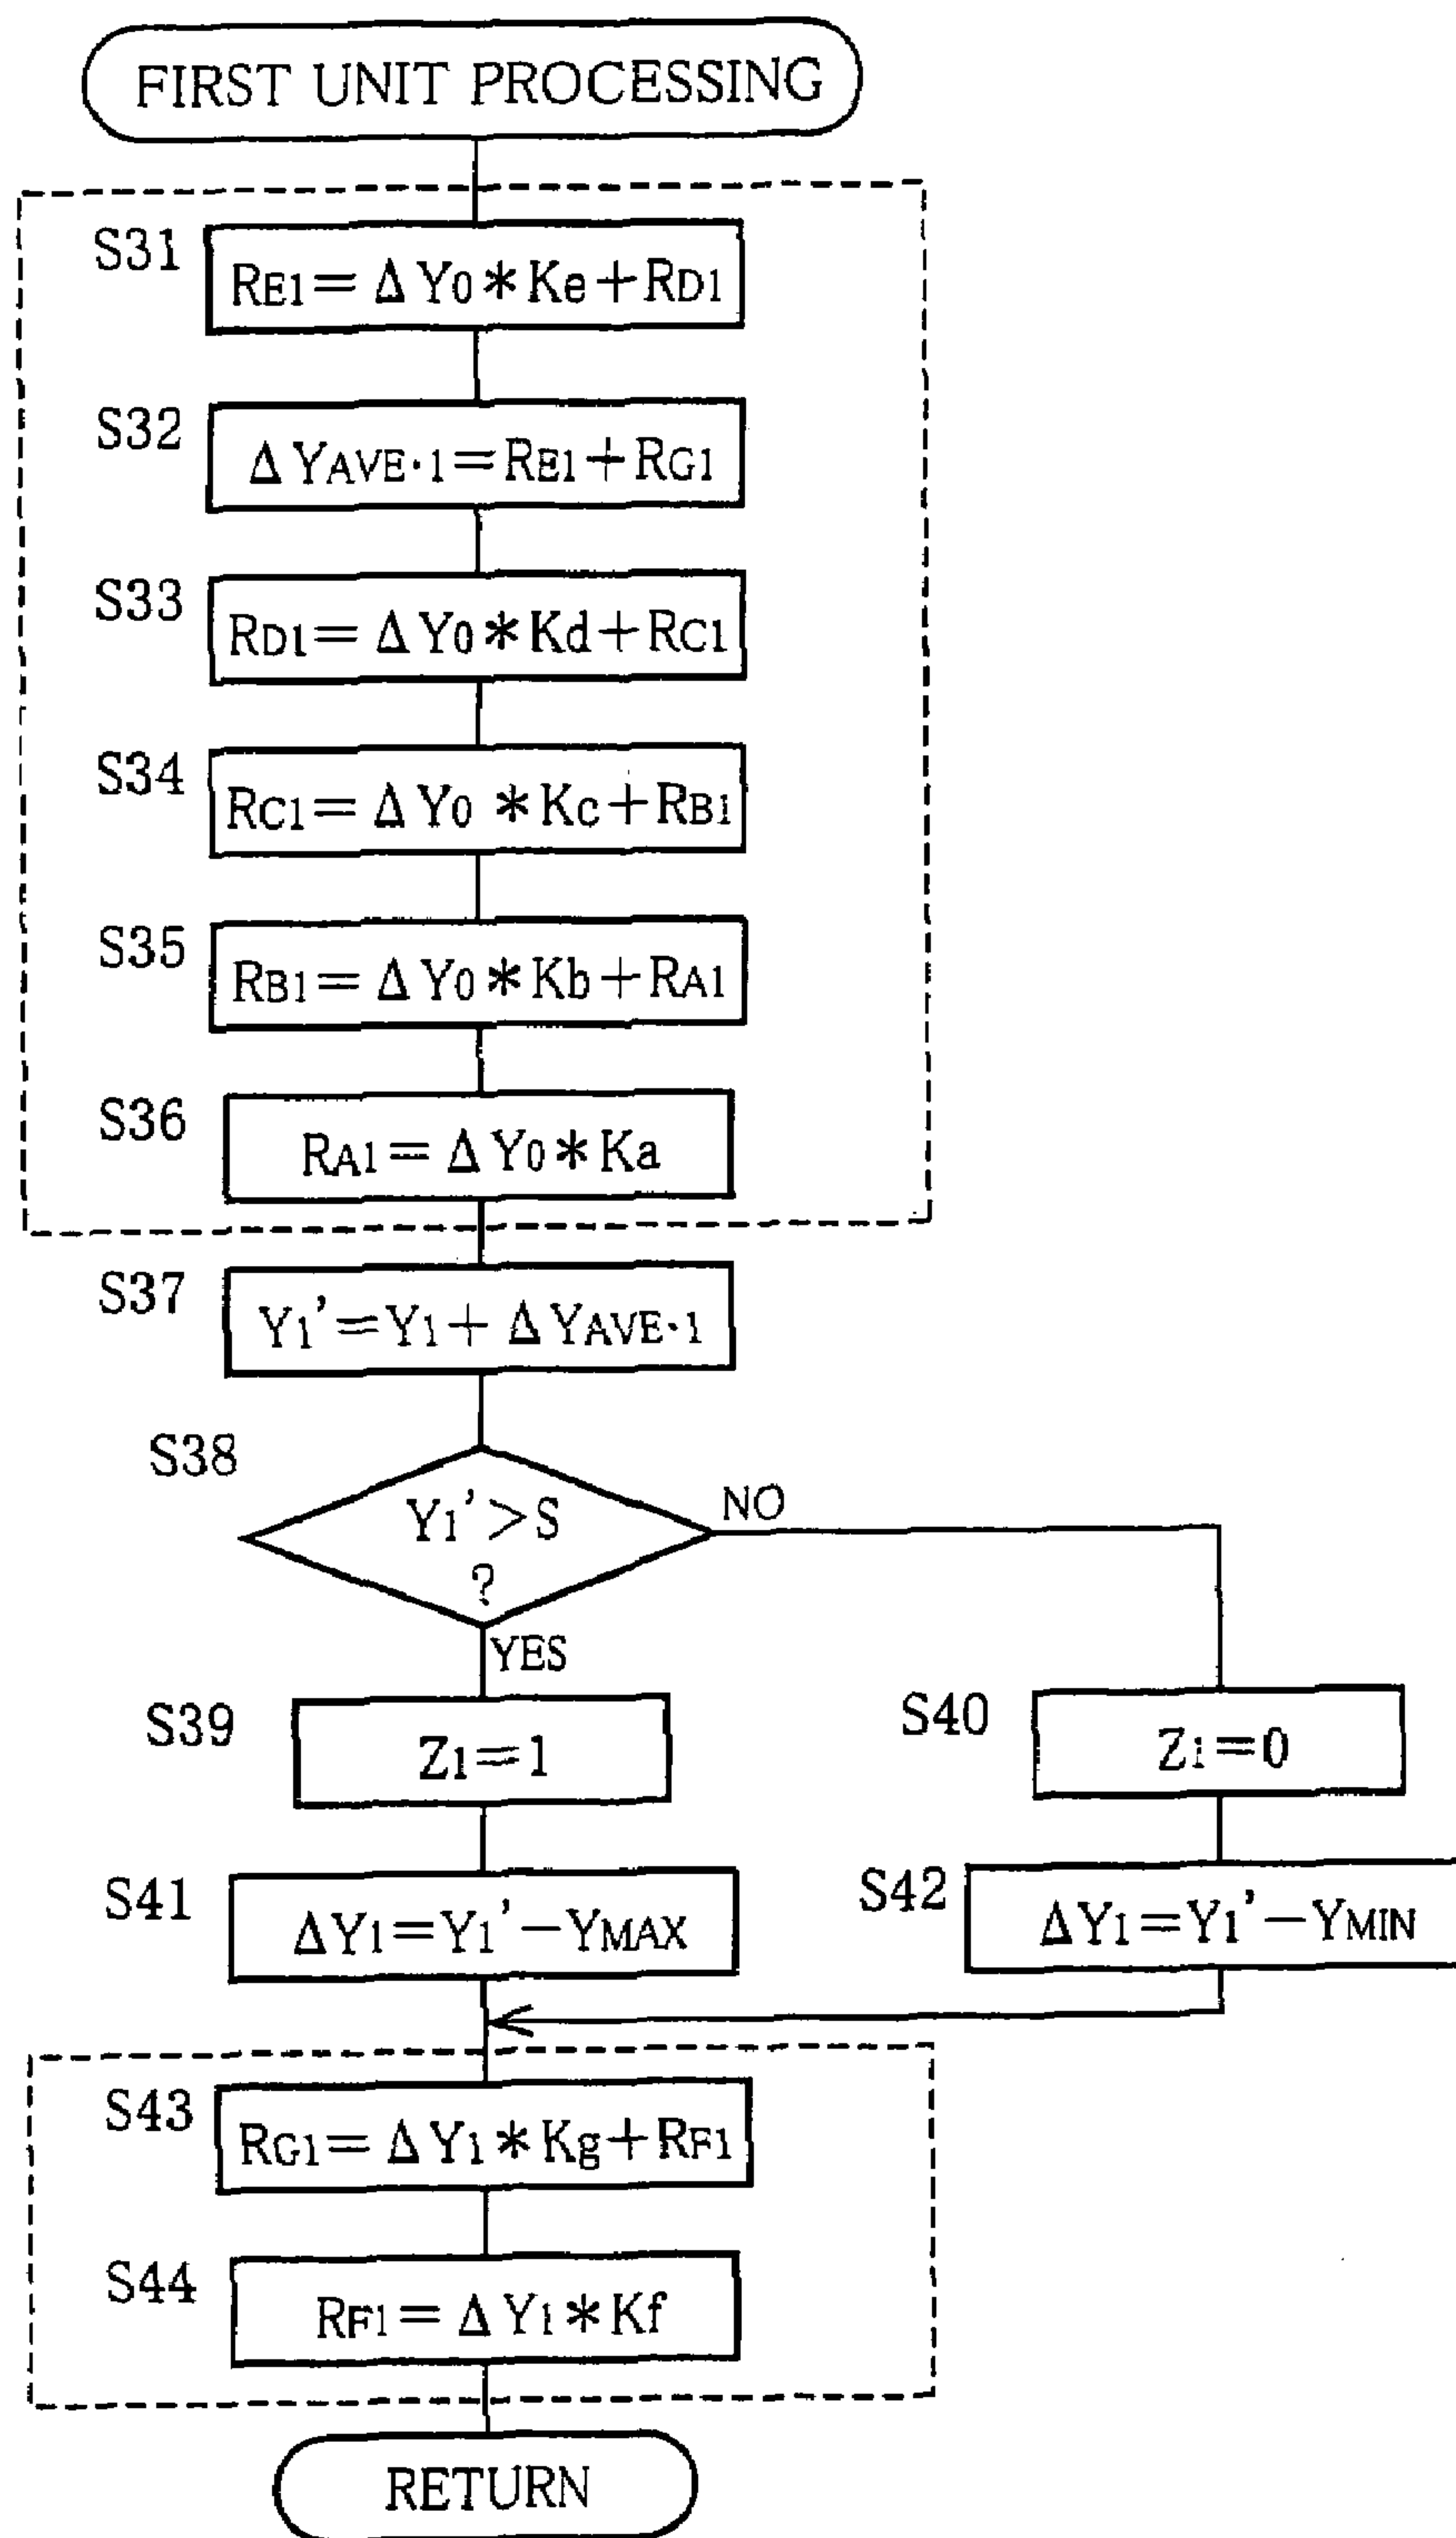 FIRST UNIT PROCESSING
S31
RE1=ΔY0*Ke+RD1
S32
ΔYAVE·1=RE1+RG1
S33
RD1=ΔY0*Kd+RC1
S34
RC1=ΔY0*Kc+RB1
S35
RB1=ΔY0*Kb+RA1
S36
RA1=ΔY0*Ka
S37
Y1'=Y1+ΔYAVE·1
S38
Y1'>S
?
NO
YES
S39
Z1=1
S40
Z1=0
S41
ΔY1=Y1'-YMAX
S42
ΔY1=Y1'-YMIN
S43
RG1=ΔY1*Kg+RF1
S44
RF1=ΔY1*Kf
RETURN